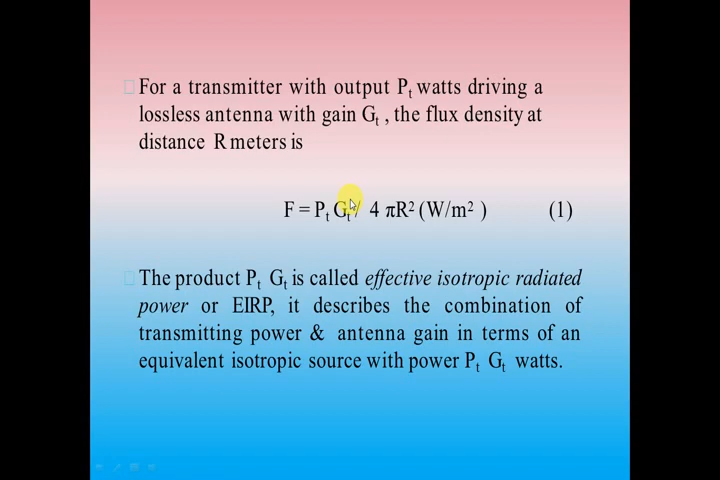 For a transmitter with output Pt watts driving a
lossless antenna with gain Gt , the flux density at
distance R meters is
F = Pt Gt / 4 πR² (W/m² ) (1)
The product Pt Gt is called effective isotropic radiated
power or EIRP, it describes the combination of
transmitting power & antenna gain in terms of an
equivalent isotropic source with power Pt Gt watts.